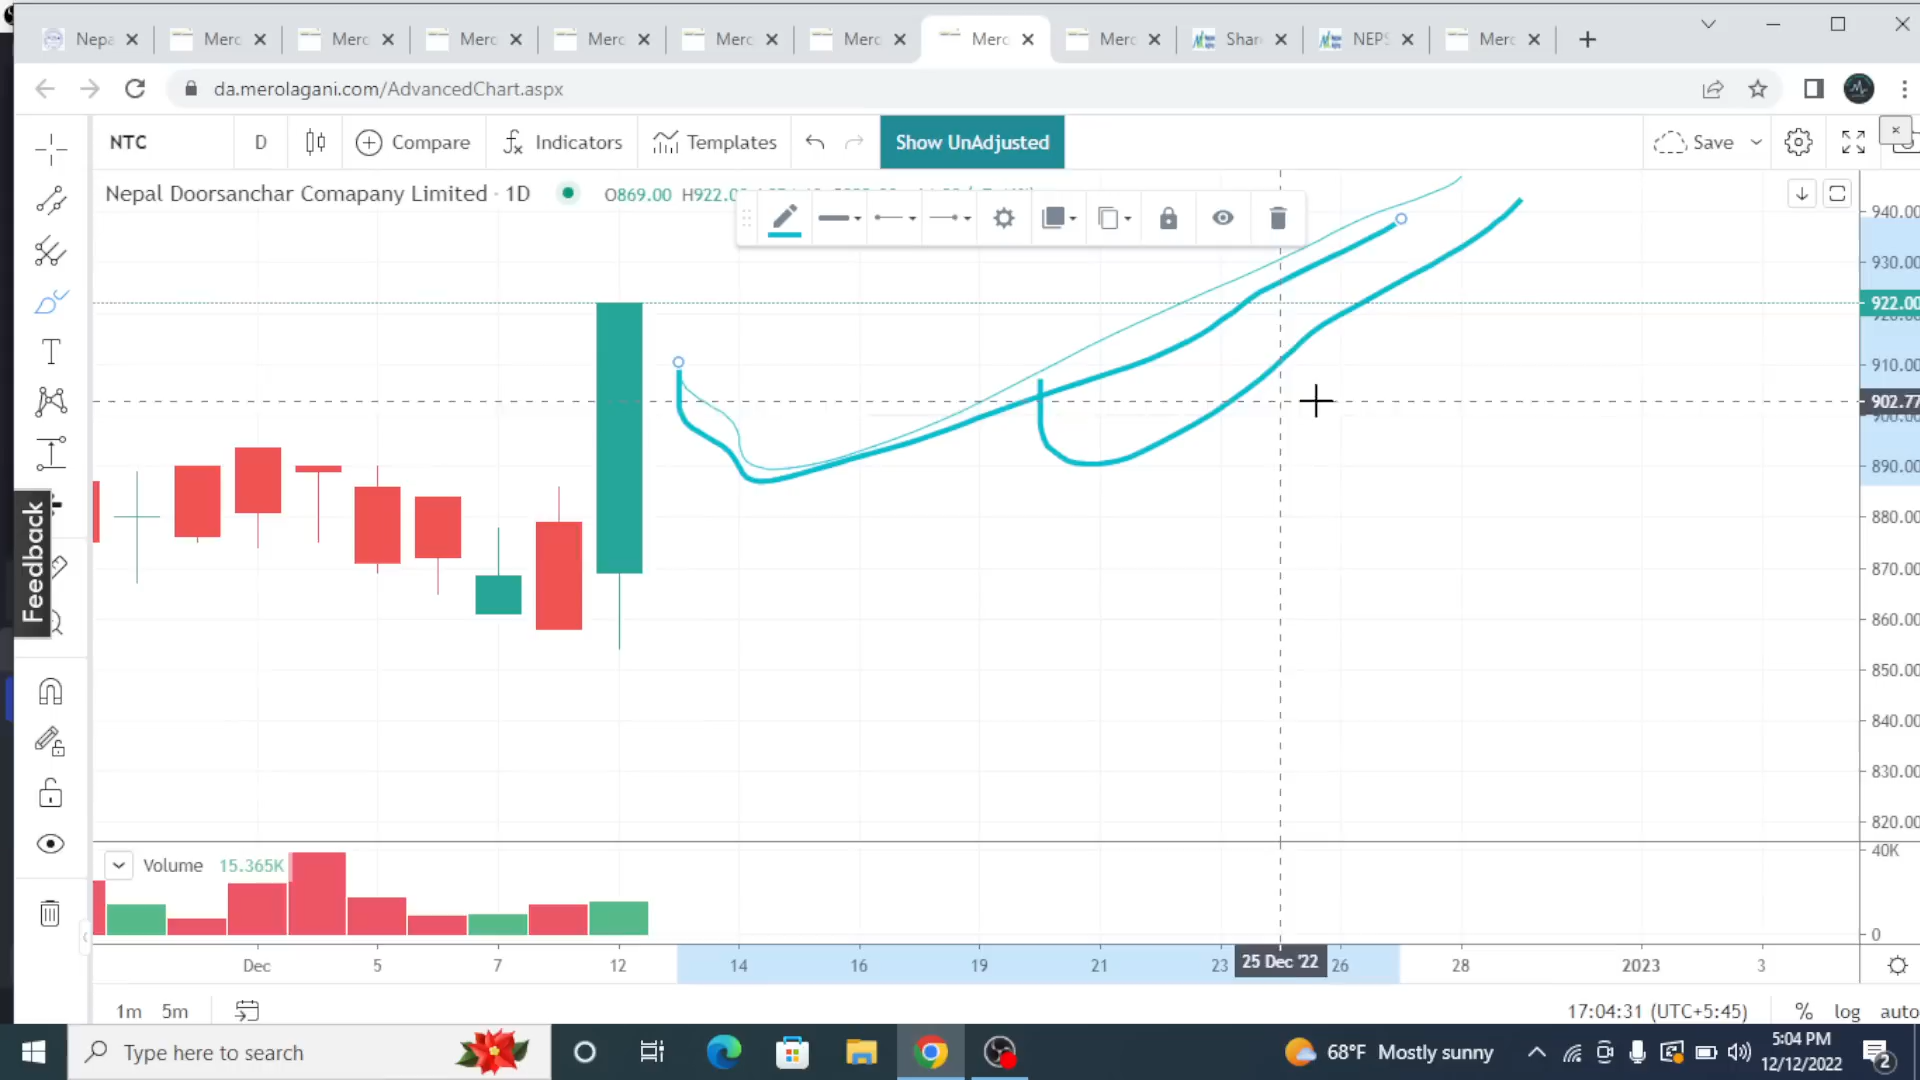 Nepa
Merc
Merc
Merc
Merc
Merc
Merc
Merc
Merc
Shar
NEPS
Merc
da.merolagani.com/AdvancedChart.aspx
NTC
D
Compare
Indicators
Templates
Show UnAdjusted
Save
Nepal Doorsanchar Comapany Limited · 1D
O869.00 H922.0
940.00
930.00
922.00
910.00
902.77
890.00
880.00
870.00
860.00
850.00
840.00
830.00
820.00
Feedback
Volume 15.365K
40K
0
Dec 5 7 12 14 16 19 21 23 25 Dec '22 26 28 2023 3
1m 5m
17:04:31 (UTC+5:45) % log auto
Type here to search
68°F Mostly sunny
5:04 PM
12/12/2022
2